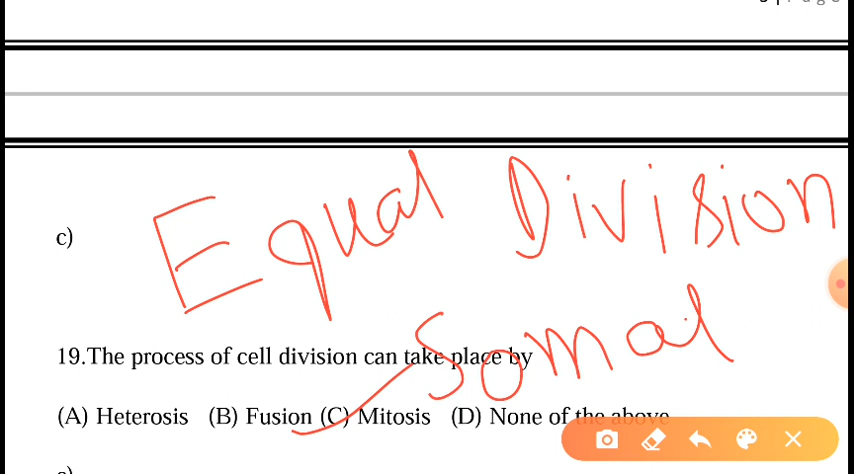 Equal Division
c)
Somal
19.The process of cell division can take place by
(A) Heterosis (B) Fusion (C) Mitosis (D) None of the above